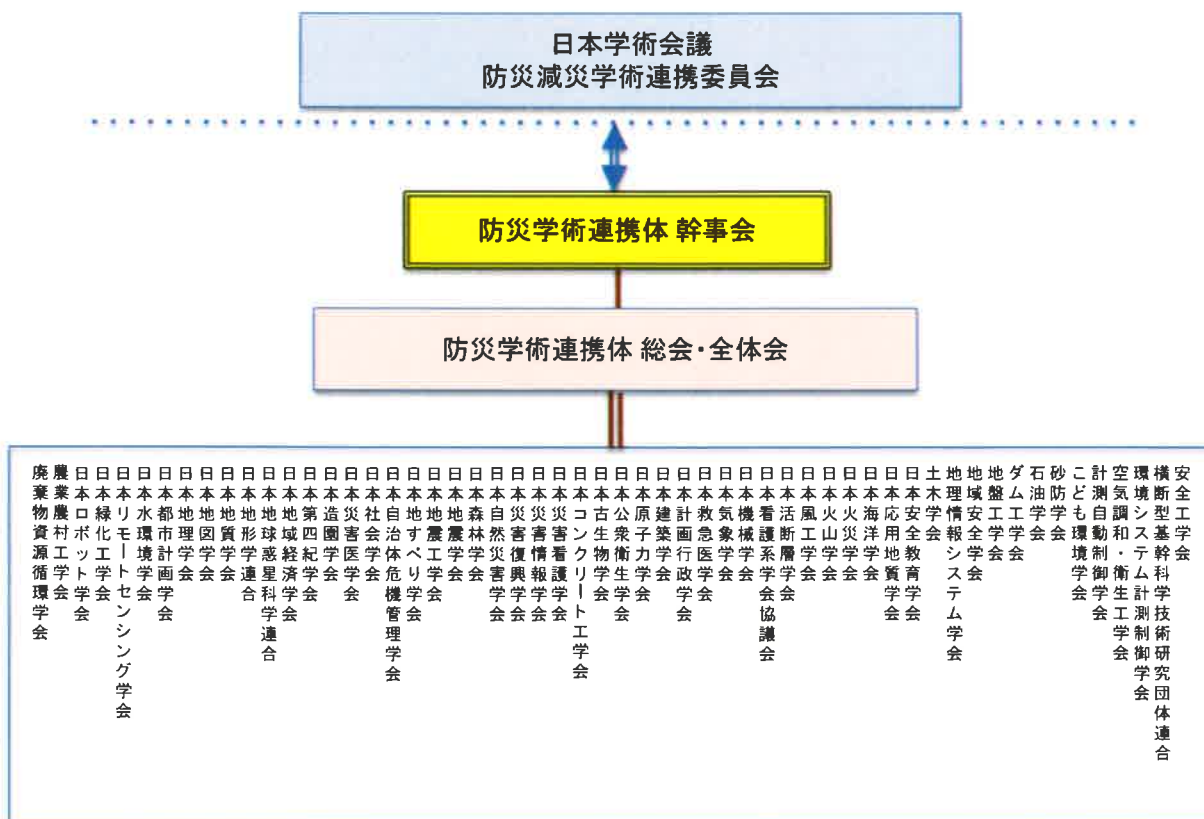 日本学術会議
防災減災学術連携委員会
防災学術連携体 幹事会
防災学術連携体 総会・全体会
安全工学会
横断型基幹科学技術研究団体連合
環境システム計測制御学会
空気調和・衛生工学会
計測自動制御学会
こども環境学会
砂防学会
石油学会
ダム工学会
地盤工学会
地域安全学会
地理情報システム学会
土木学会
日本安全教育学会
日本応用地質学会
日本海洋学会
日本火災学会
日本火山学会
日本風工学会
日本活断層学会
日本看護系学会協議会
日本機械学会
日本気象学会
日本救急医学会
日本計画行政学会
日本建築学会
日本原子力学会
日本公衆衛生学会
日本古生物学会
日本コンクリート工学会
日本災害看護学会
日本災害情報学会
日本災害復興学会
日本自然災害学会
日本森林学会
日本地震学会
日本地震工学会
日本地すべり学会
日本自治体危機管理学会
日本社会学会
日本災害医学会
日本造園学会
日本第四紀学会
日本地域経済学会
日本地球惑星科学連合
日本地形学連合
日本地質学会
日本地図学会
日本地理学会
日本都市計画学会
日本水環境学会
日本リモートセンシング学会
日本緑化工学会
日本ロボット学会
農業農村工学会
廃棄物資源循環学会